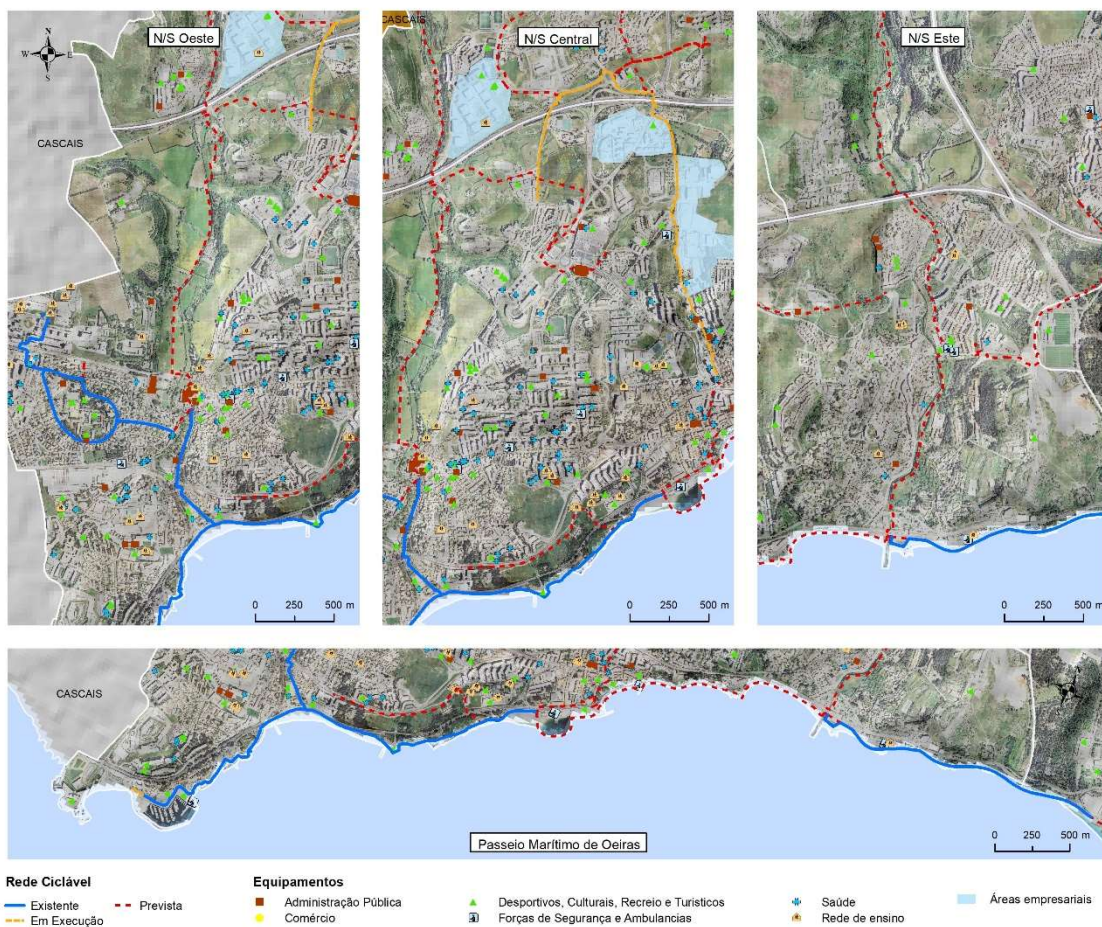 N/S Oeste
CASCAIS
0 250 500 m
CASCAIS
N/S Central
0 250 500 m
N/S Este
0 250 500 m
CASCAIS
Passeio Marítimo de Oeiras
0 250 500 m
Rede Ciclável
Existente
Prevista
Em Execução
Equipamentos
Administração Pública
Comércio
Desportivos, Culturais, Recreio e Turisticos
Forças de Segurança e Ambulancias
Saúde
Rede de ensino
Áreas empresariais